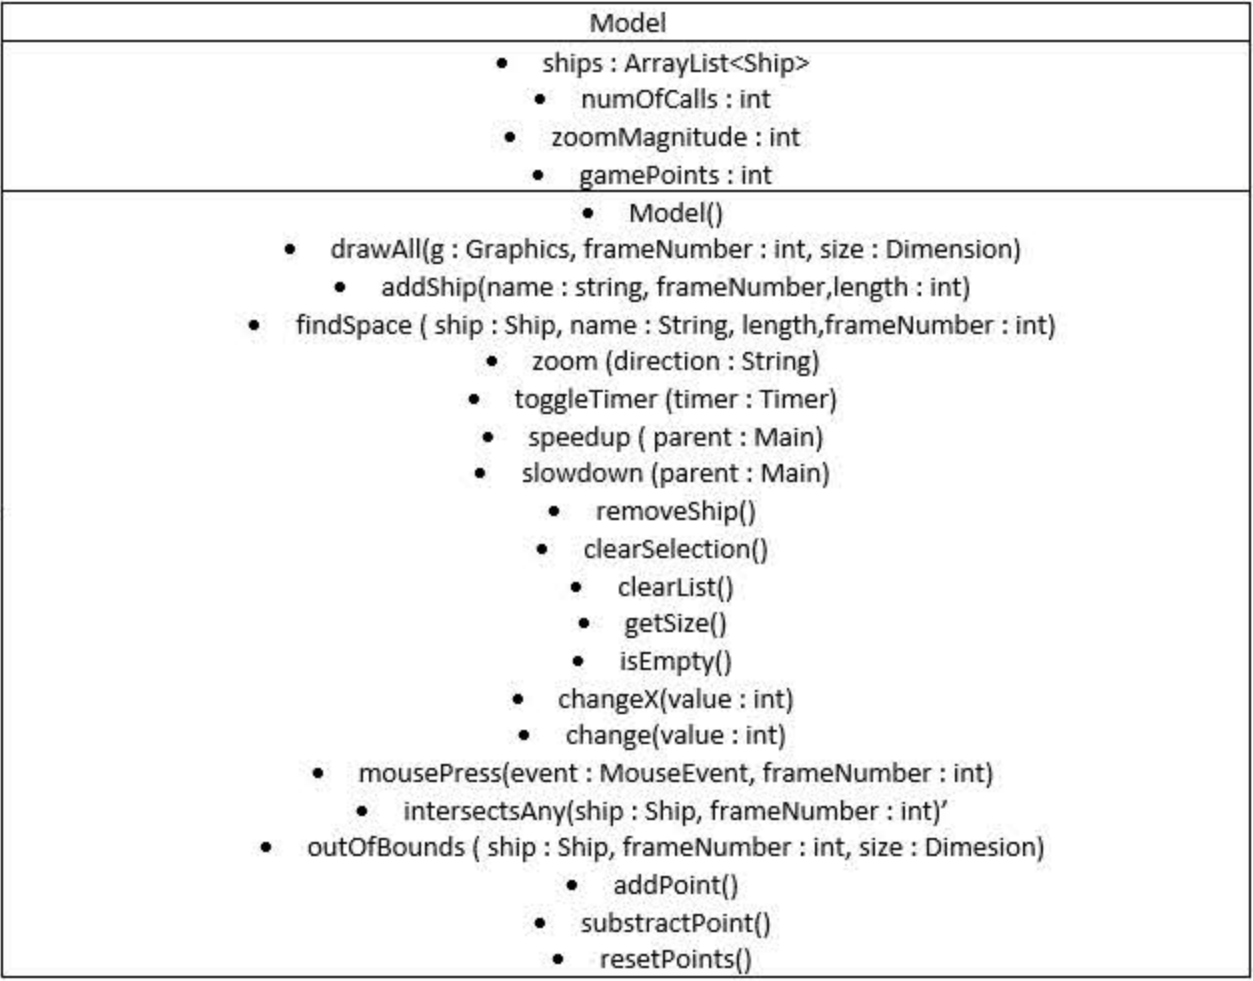 Model
• ships : ArrayList<Ship>
• numOfCalls : int
• zoomMagnitude : int
• gamePoints : int
• Model()
• drawAll(g : Graphics, frameNumber : int, size : Dimension)
• addShip(name : string, frameNumber,length : int)
• findSpace ( ship : Ship, name : String, length,frameNumber : int)
• zoom (direction : String)
• toggleTimer (timer : Timer)
• speedup ( parent : Main)
• slowdown (parent : Main)
• removeShip()
• clearSelection()
• clearList()
• getSize()
• isEmpty()
• changeX(value : int)
• change(value : int)
• mousePress(event : MouseEvent, frameNumber : int)
• intersectsAny(ship : Ship, frameNumber : int)’
• outOfBounds ( ship : Ship, frameNumber : int, size : Dimesion)
• addPoint()
• substractPoint()
• resetPoints()